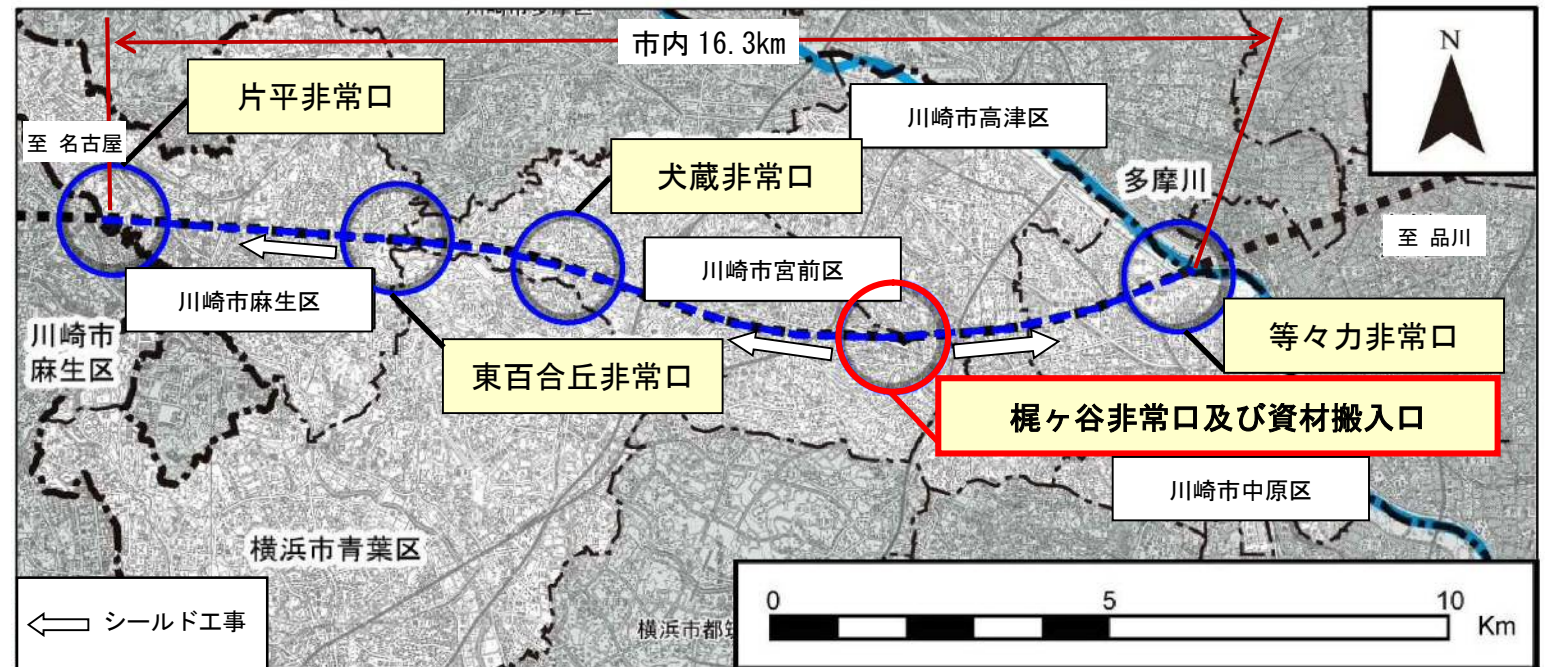 市内 16.3km
N
片平非常口
川崎市高津区
至 名古屋
犬蔵非常口
多摩川
至 品川
川崎市宮前区
川崎市麻生区
川崎市
麻生区
等々力非常口
東百合丘非常口
梶ヶ谷非常口及び資材搬入口
川崎市中原区
横浜市青葉区
シールド工事
横浜市都筑
0 5 10
Km